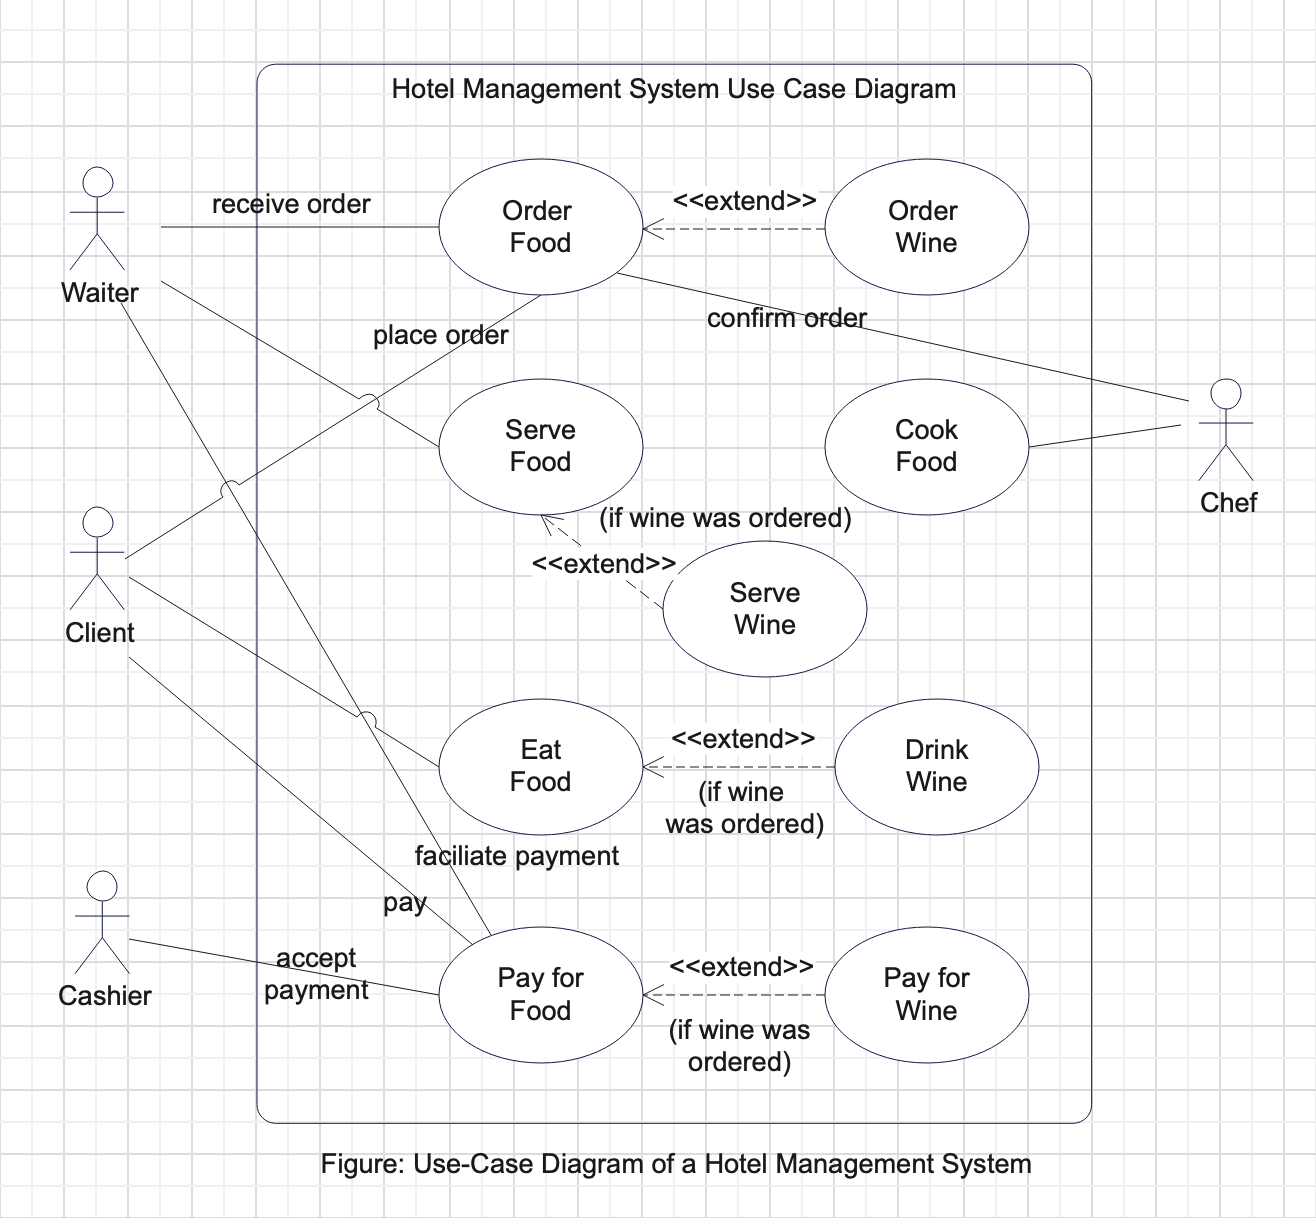 Hotel Management System Use Case Diagram
receive order
Order
Food
<<extend>>
Order
Wine
Waiter
place order
confirm order
Serve
Food
Cook
Food
Chef
(if wine was ordered)
<<extend>>
Serve
Wine
Client
Eat
Food
<<extend>>
(if wine
was ordered)
Drink
Wine
faciliate payment
pay
accept
payment
Cashier
Pay for
Food
<<extend>>
(if wine was
ordered)
Pay for
Wine
Figure: Use-Case Diagram of a Hotel Management System